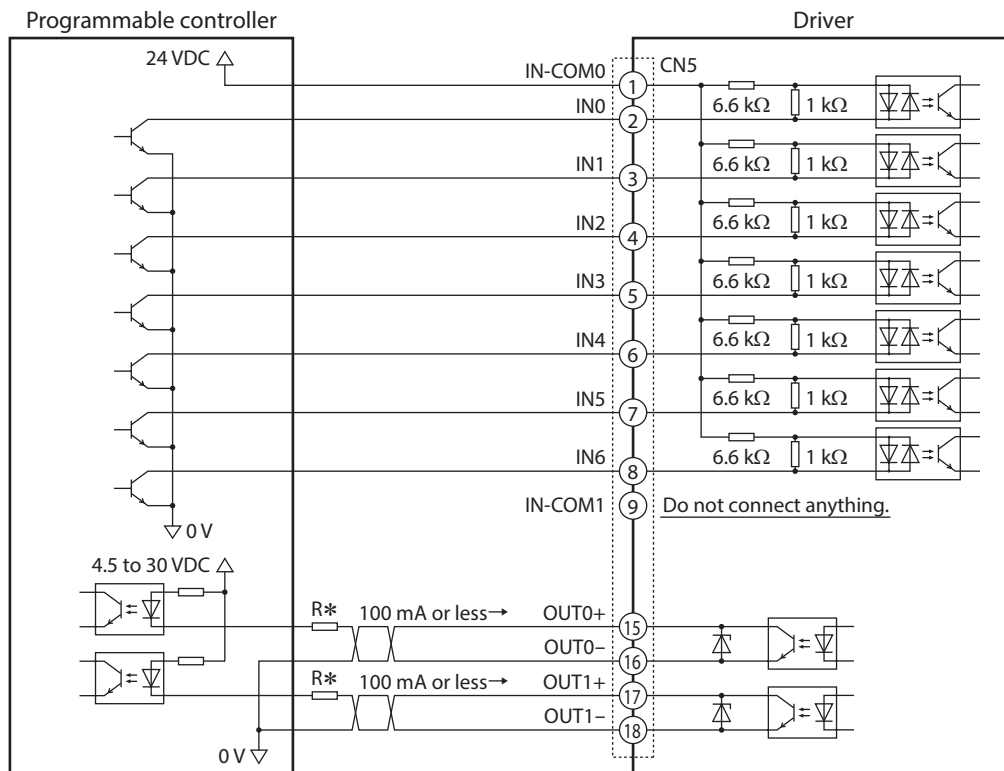 Programmable controller
Driver
24 VDC
IN-COM0
1
CN5
6.6 kΩ
1 kΩ
IN0
2
IN1
3
6.6 kΩ
1 kΩ
IN2
4
6.6 kΩ
1 kΩ
IN3
5
6.6 kΩ
1 kΩ
IN4
6
6.6 kΩ
1 kΩ
IN5
7
6.6 kΩ
1 kΩ
IN6
8
6.6 kΩ
1 kΩ
IN-COM1
9
Do not connect anything.
0 V
4.5 to 30 VDC
R*
100 mA or less→
OUT0+
15
OUT0−
16
R*
100 mA or less→
OUT1+
17
OUT1−
18
0 V